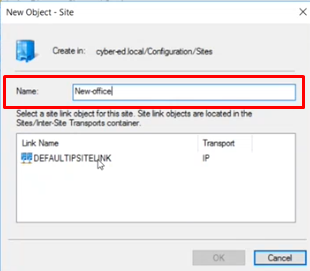 New Object - Site
Create in: cyber-ed.local/Configuration/Sites
Name: New-office
Select a site link object for this site. Site link objects are located in the
Sites/Inter-Site Transports container.
Link Name Transport
DEFAULTIPSITELINK IP
OK Cancel